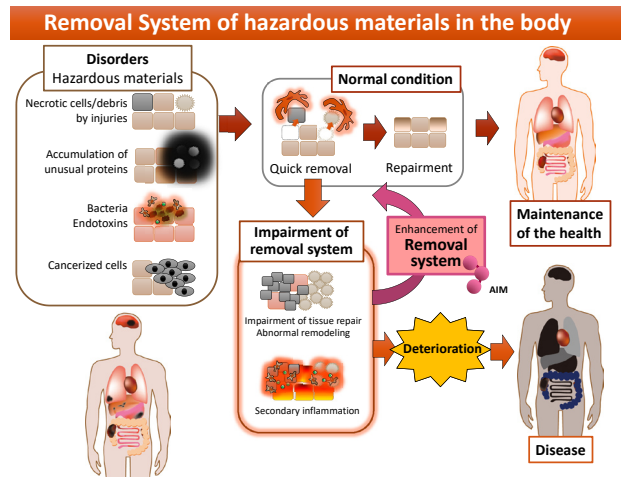 Removal System of hazardous materials in the body
Disorders
Hazardous materials
Necrotic cells/debris
by injuries
Accumulation of
unusual proteins
Bacteria
Endotoxins
Cancerized cells
Normal condition
Quick removal
Repairment
Maintenance
of the health
Impairment of
removal system
Impairment of tissue repair
Abnormal remodeling
Secondary inflammation
Enhancement of
Removal
system
AIM
Deterioration
Disease